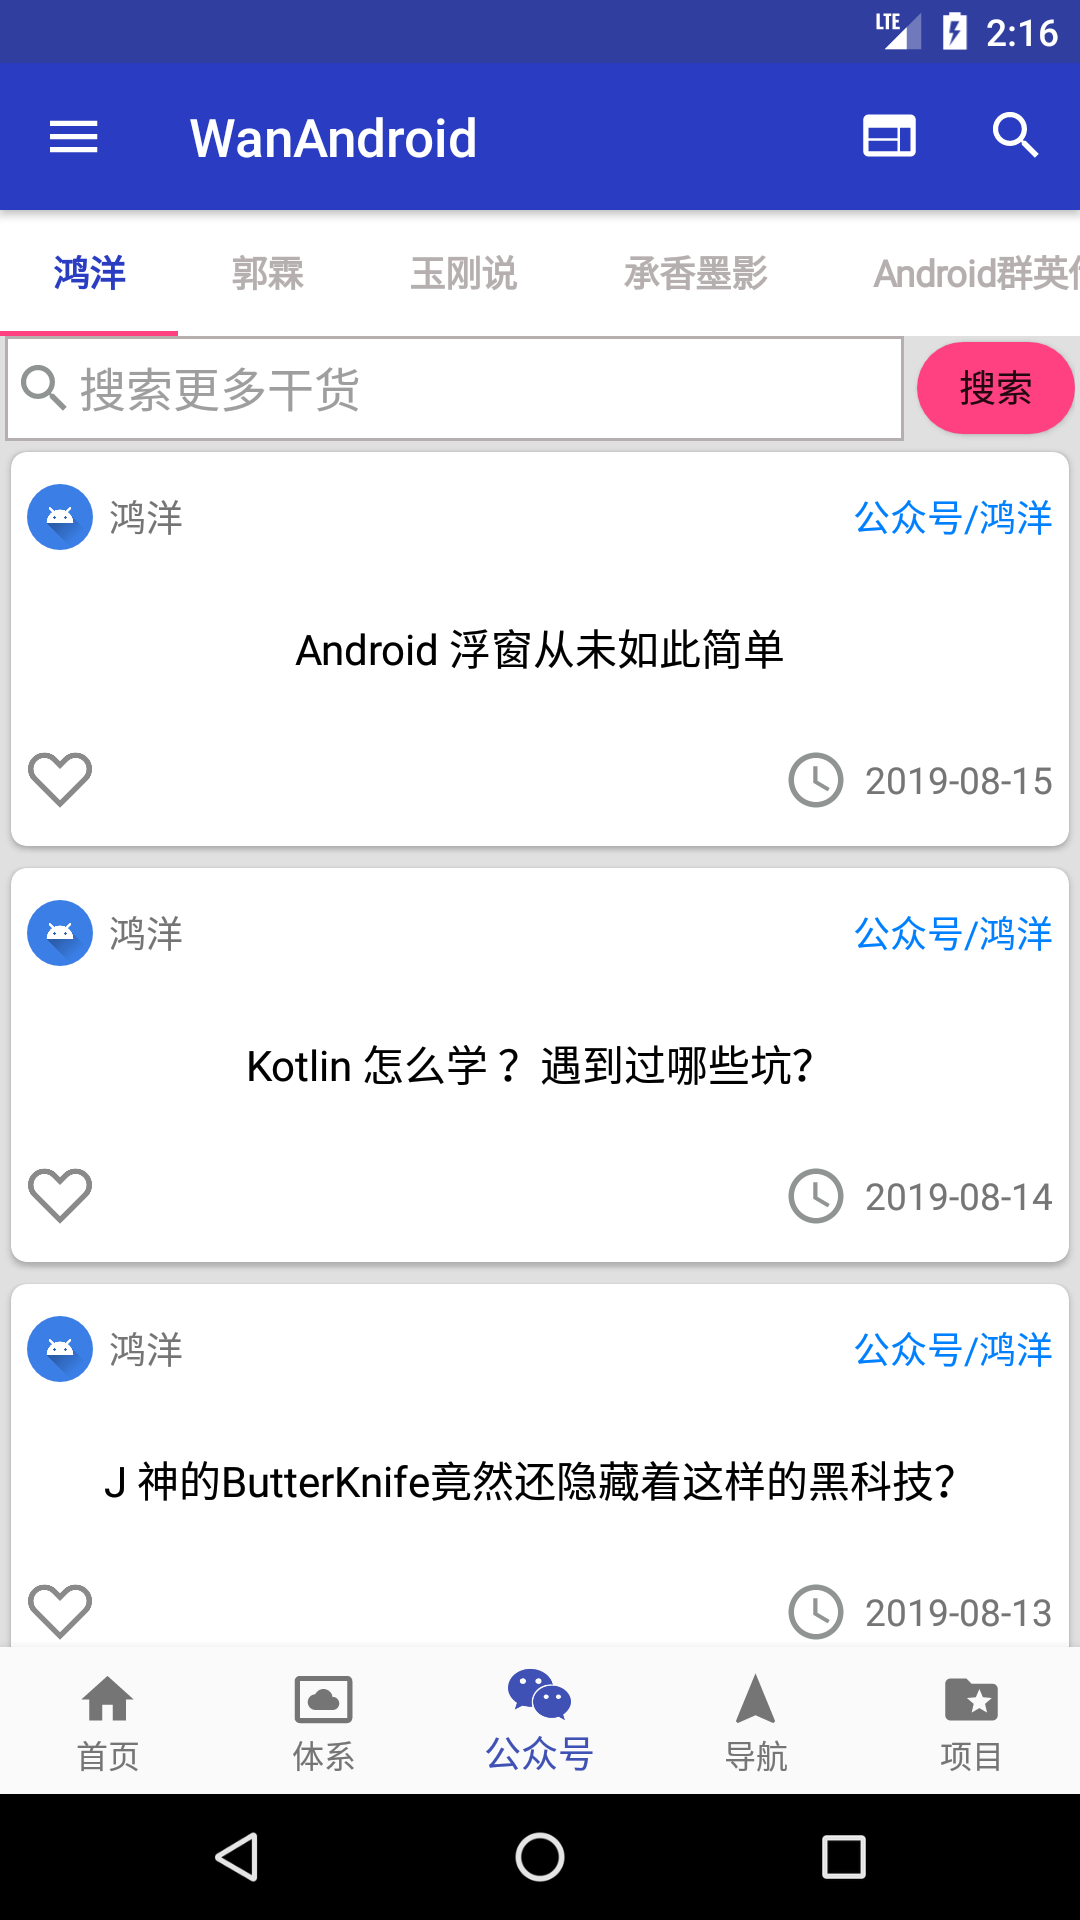 LTE 2:16
WanAndroid
鸿洋 郭霖 玉刚说 承香墨影 Android群英
搜索更多干货 搜索
鸿洋 公众号/鸿洋
Android 浮窗从未如此简单
2019-08-15
鸿洋 公众号/鸿洋
Kotlin 怎么学？ 遇到过哪些坑?
2019-08-14
鸿洋 公众号/鸿洋
J 神的ButterKnife竟然还隐藏着这样的黑科技?
2019-08-13
首页 体系 公众号 导航 项目